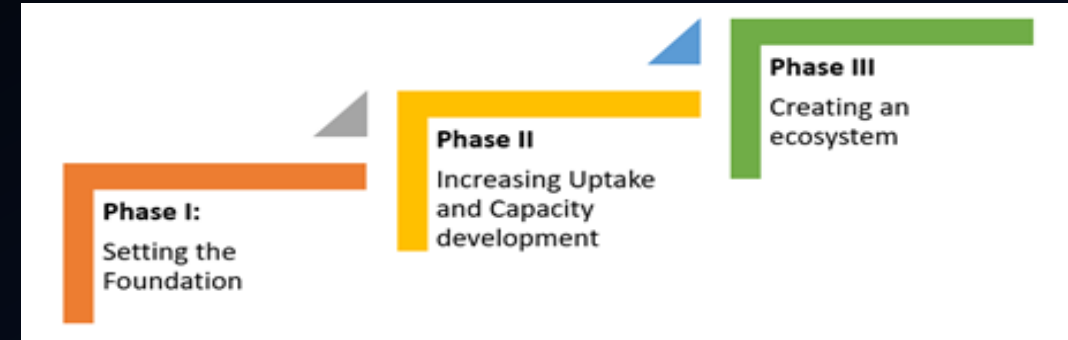 Phase I:
Setting the
Foundation
Phase II
Increasing Uptake
and Capacity
development
Phase III
Creating an
ecosystem